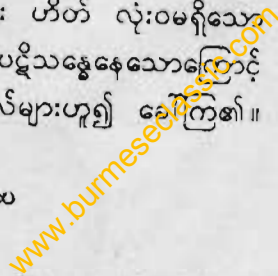 ဟိတ် လုံးဝမရှိသော
ပဋိသန္ဓေနေသောကြောင့်
များဟူ၍ ခေါ်ကြ၏။
www.burmeseclassic.com